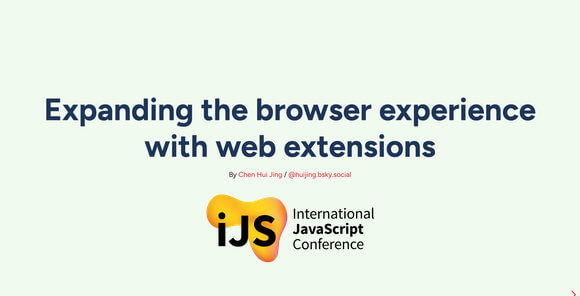 Expanding the browser experience
with web extensions
By Chen Hui Jing / @huijing.bsky.social
iJS
International
JavaScript
Conference